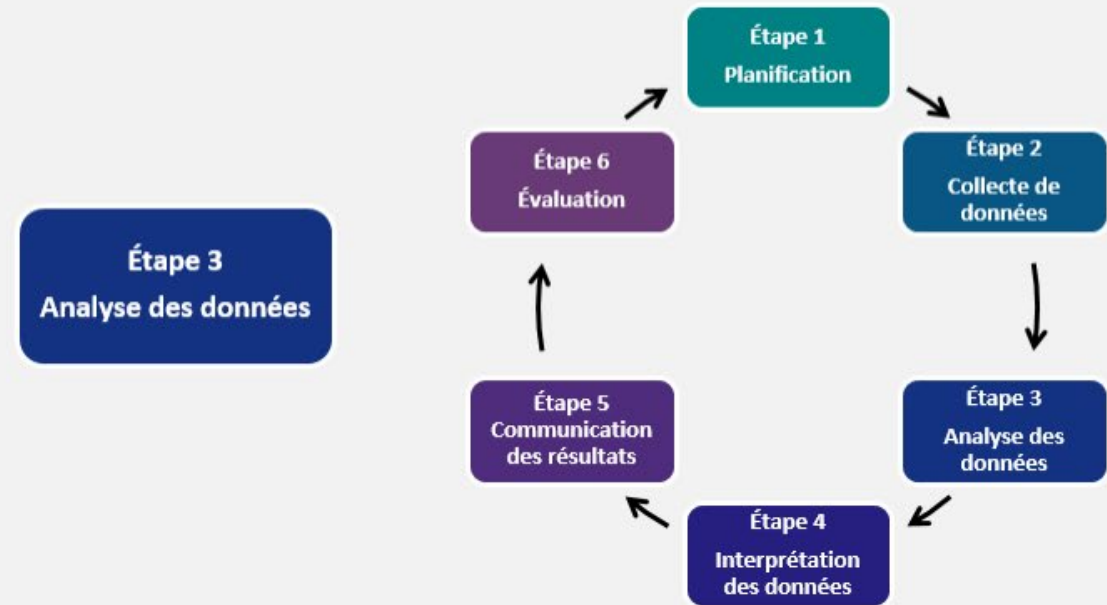 Étape 3
Analyse des données
Étape 1
Planification
Étape 2
Collecte de
données
Étape 3
Analyse des
données
Étape 4
Interprétation
des données
Étape 5
Communication
des résultats
Étape 6
Évaluation